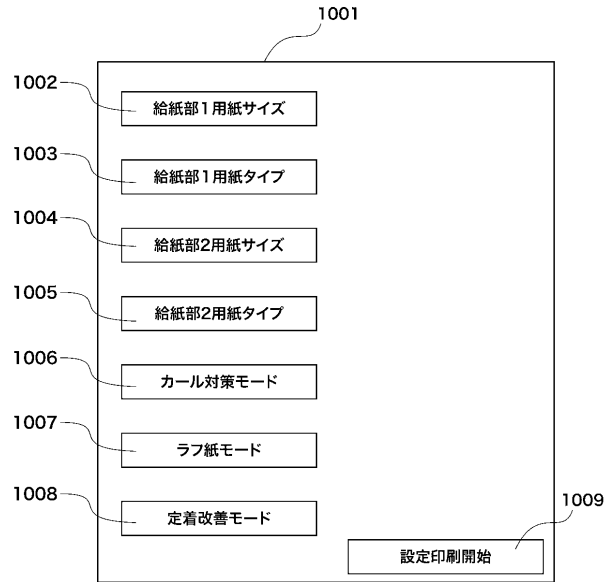 1001
1002
給紙部1用紙サイズ
1003
給紙部1用紙タイプ
1004
給紙部2用紙サイズ
1005
給紙部2用紙タイプ
1006
カール対策モード
1007
ラフ紙モード
1008
定着改善モード
1009
設定印刷開始